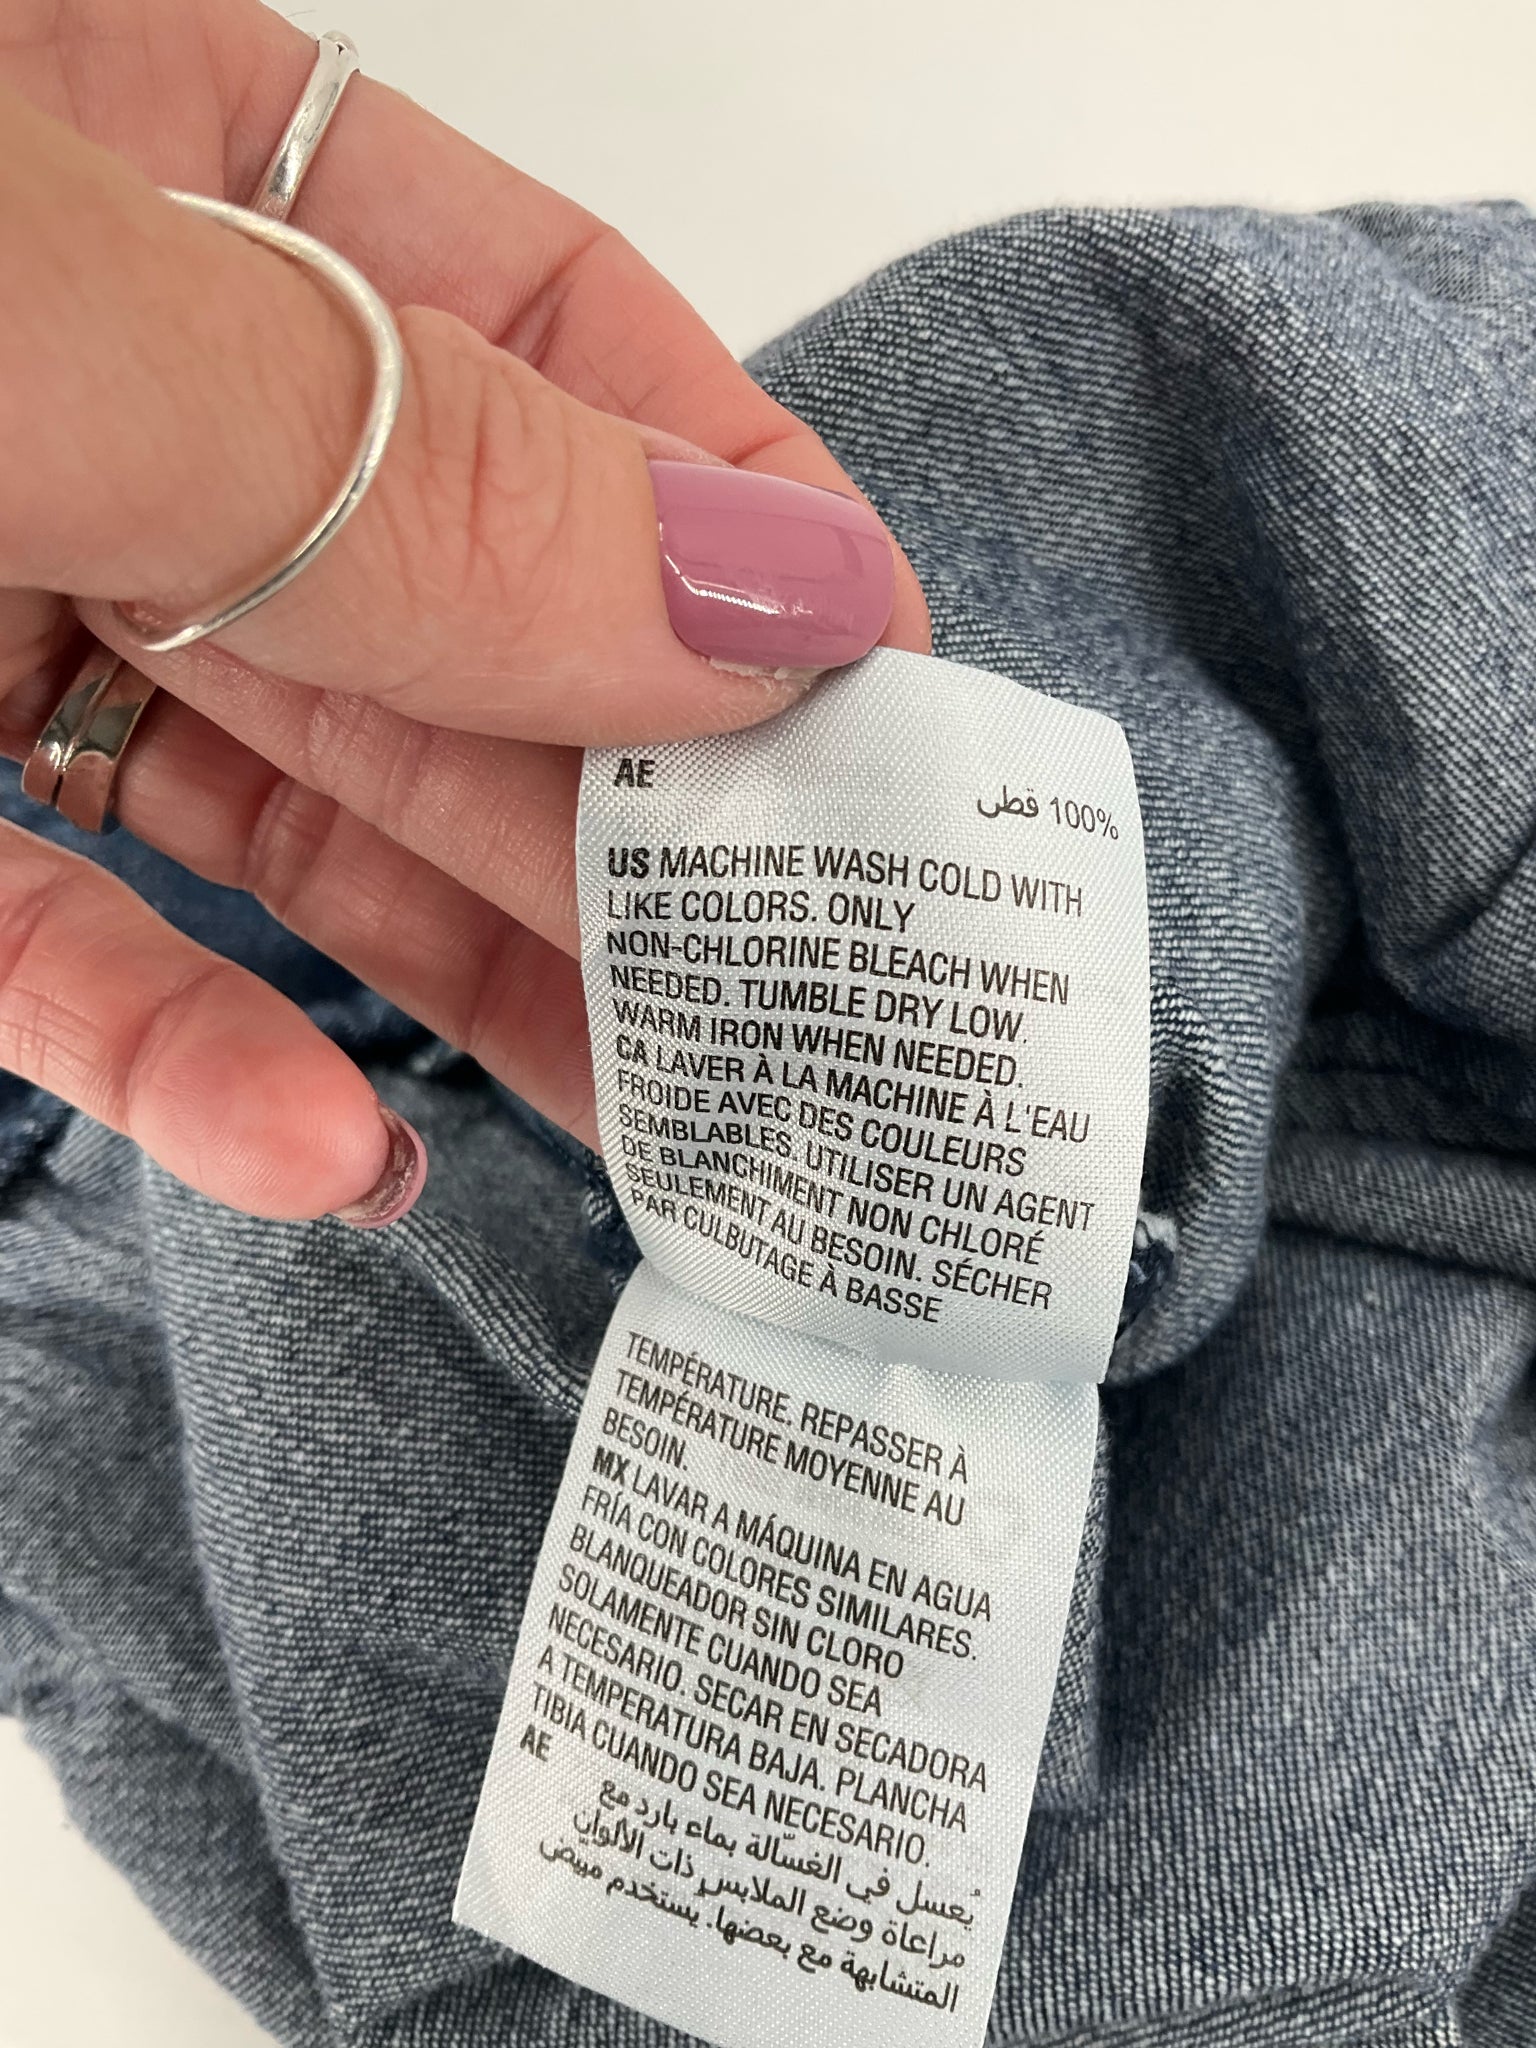 AE
100% قطن
US MACHINE WASH COLD WITH
LIKE COLORS. ONLY
NON-CHLORINE BLEACH WHEN
NEEDED. TUMBLE DRY LOW.
WARM IRON WHEN NEEDED.
CA LAVER À LA MACHINE À L'EAU
FROIDE AVEC DES COULEURS
SEMBLABLES. UTILISER UN AGENT
DE BLANCHIMENT NON CHLORÉ
SEULEMENT AU BESOIN. SÉCHER
PAR CULBUTAGE À BASSE
TEMPÉRATURE. REPASSER À
TEMPÉRATURE MOYENNE AU
BESOIN.
MX LAVAR A MÁQUINA EN AGUA
FRÍA CON COLORES SIMILARES.
BLANQUEADOR SIN CLORO
SOLAMENTE CUANDO SEA
NECESARIO. SECAR EN SECADORA
A TEMPERATURA BAJA. PLANCHA
TIBIA CUANDO SEA NECESARIO.
AE
يُغسل في الغسّالة بماء بارد مع
مراعاة وضع الملابس ذات الألوان
المتشابهة مع بعضها. يستخدم مبيض